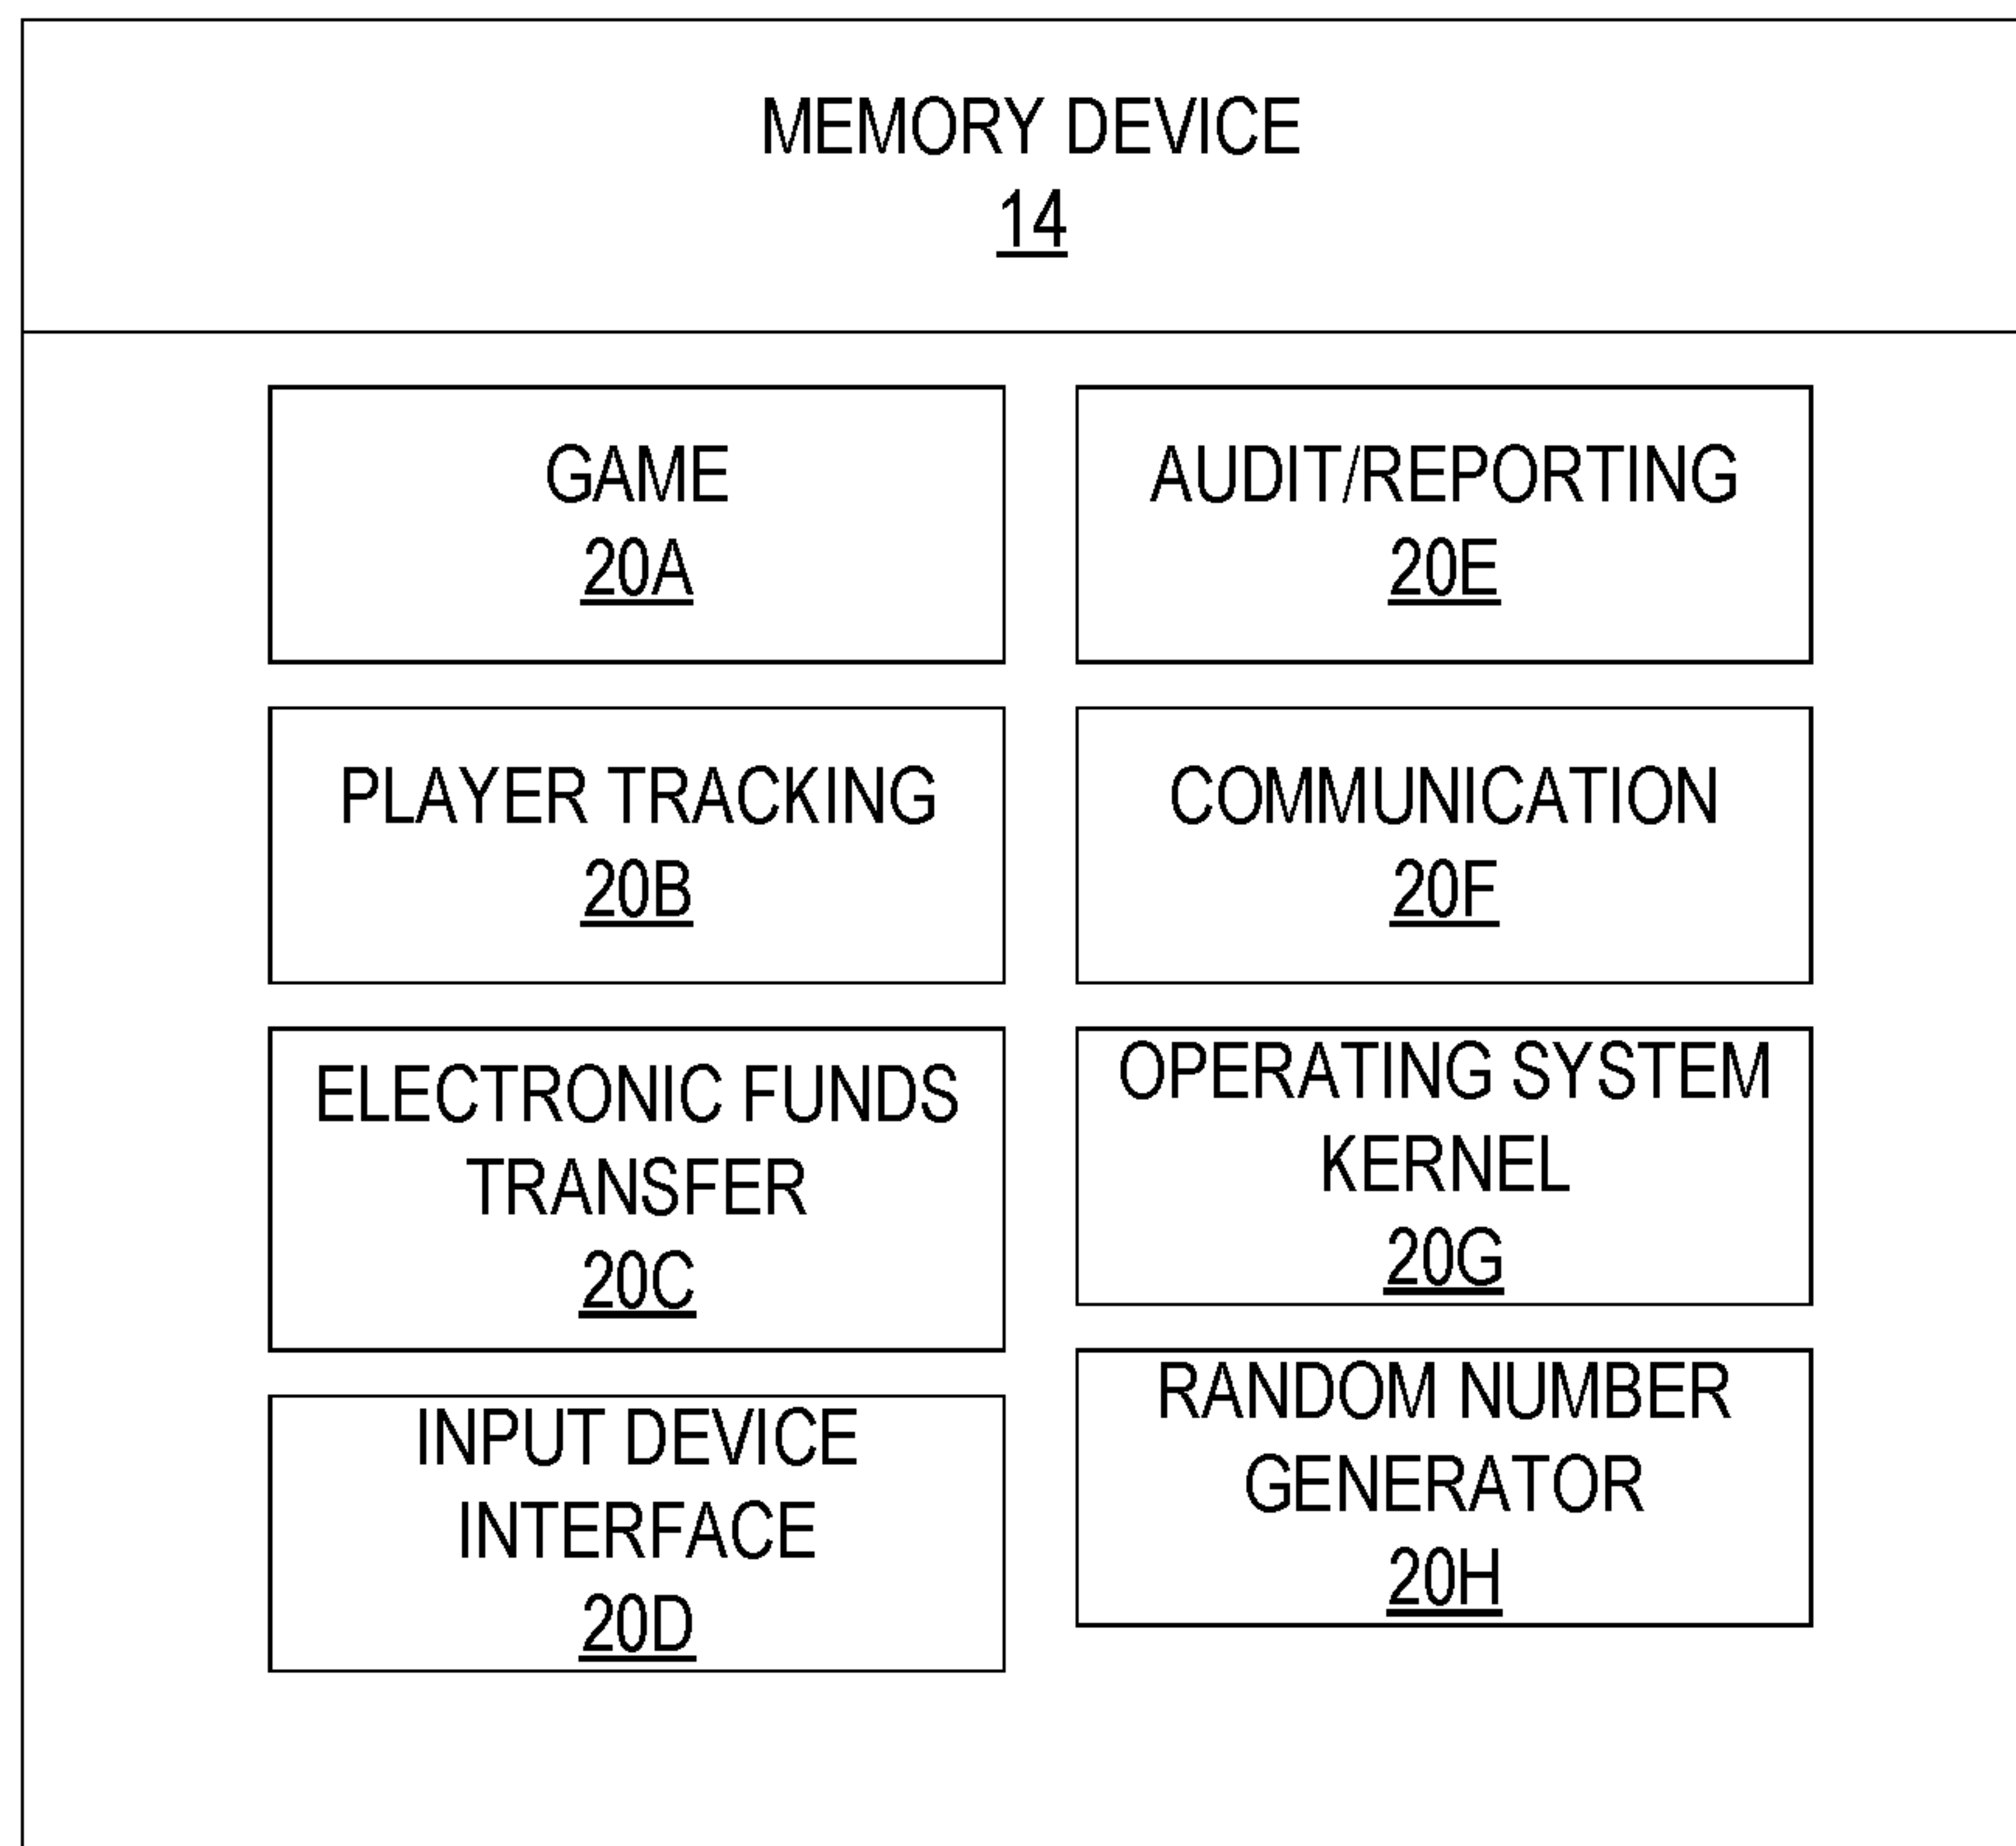 MEMORY DEVICE
14
GAME
20A
PLAYER TRACKING
20B
ELECTRONIC FUNDS
TRANSFER
20C
INPUT DEVICE
INTERFACE
20D
AUDIT/REPORTING
20E
COMMUNICATION
20F
OPERATING SYSTEM
KERNEL
20G
RANDOM NUMBER
GENERATOR
20H